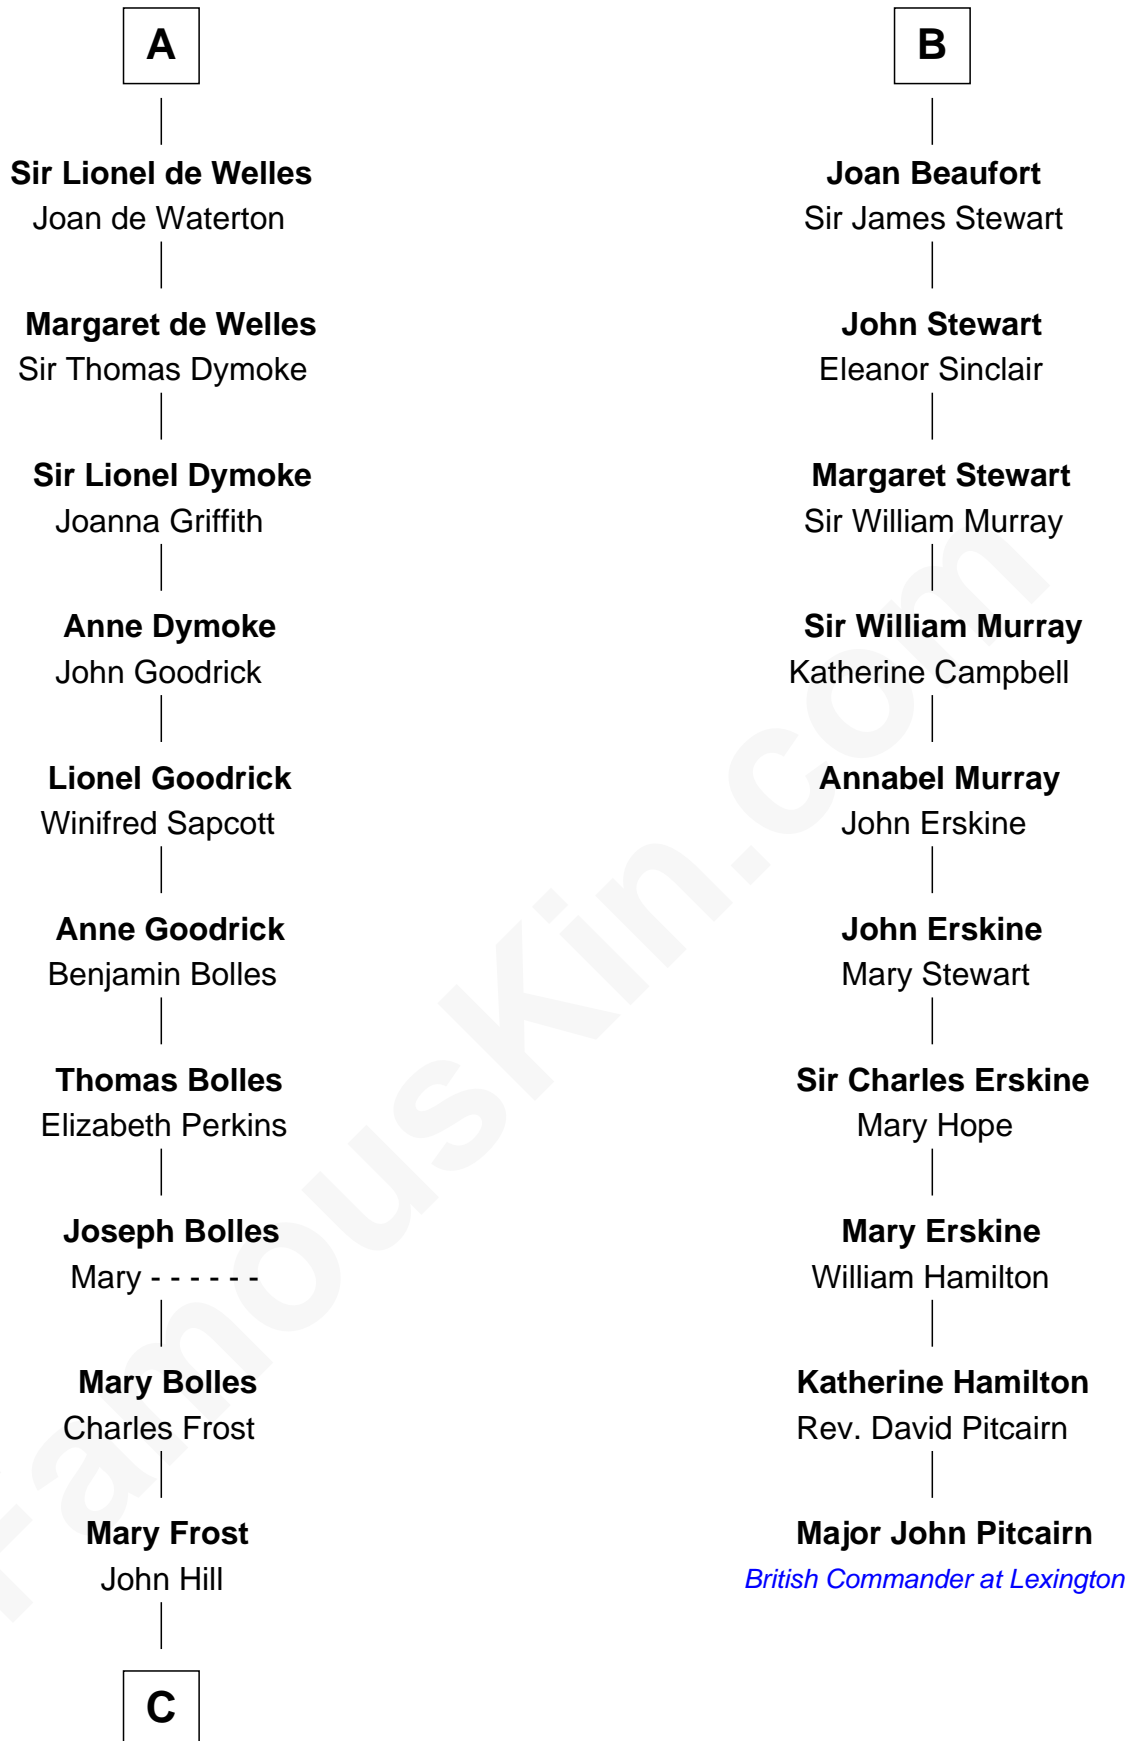 A
Sir Lionel de Welles
Joan de Waterton
Margaret de Welles
Sir Thomas Dymoke
Sir Lionel Dymoke
Joanna Griffith
Anne Dymoke
John Goodrick
Lionel Goodrick
Winifred Sapcott
Anne Goodrick
Benjamin Bolles
Thomas Bolles
Elizabeth Perkins
Joseph Bolles
Mary - - - - - -
Mary Bolles
Charles Frost
Mary Frost
John Hill
C
B
Joan Beaufort
Sir James Stewart
John Stewart
Eleanor Sinclair
Margaret Stewart
Sir William Murray
Sir William Murray
Katherine Campbell
Annabel Murray
John Erskine
John Erskine
Mary Stewart
Sir Charles Erskine
Mary Hope
Mary Erskine
William Hamilton
Katherine Hamilton
Rev. David Pitcairn
Major John Pitcairn
British Commander at Lexington
FamousKin.com